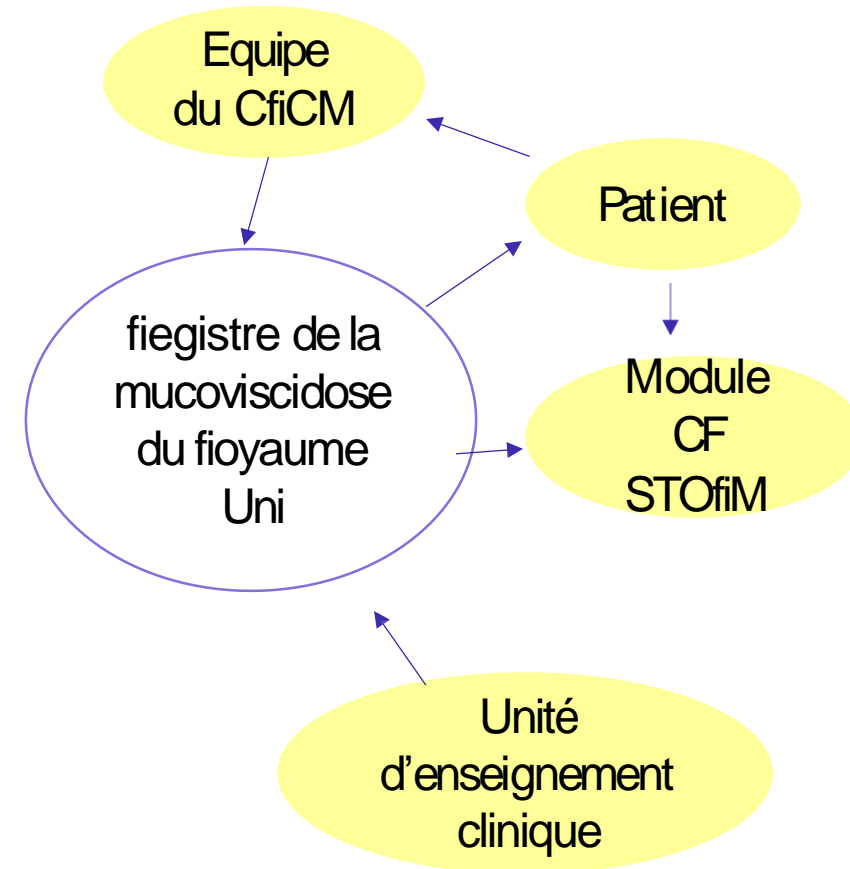 Equipe
du CfiCM
Patient
fiegistre de la
mucoviscidose
du fioyaume
Uni
Module
CF
STOfiM
Unité
d’enseignement
clinique